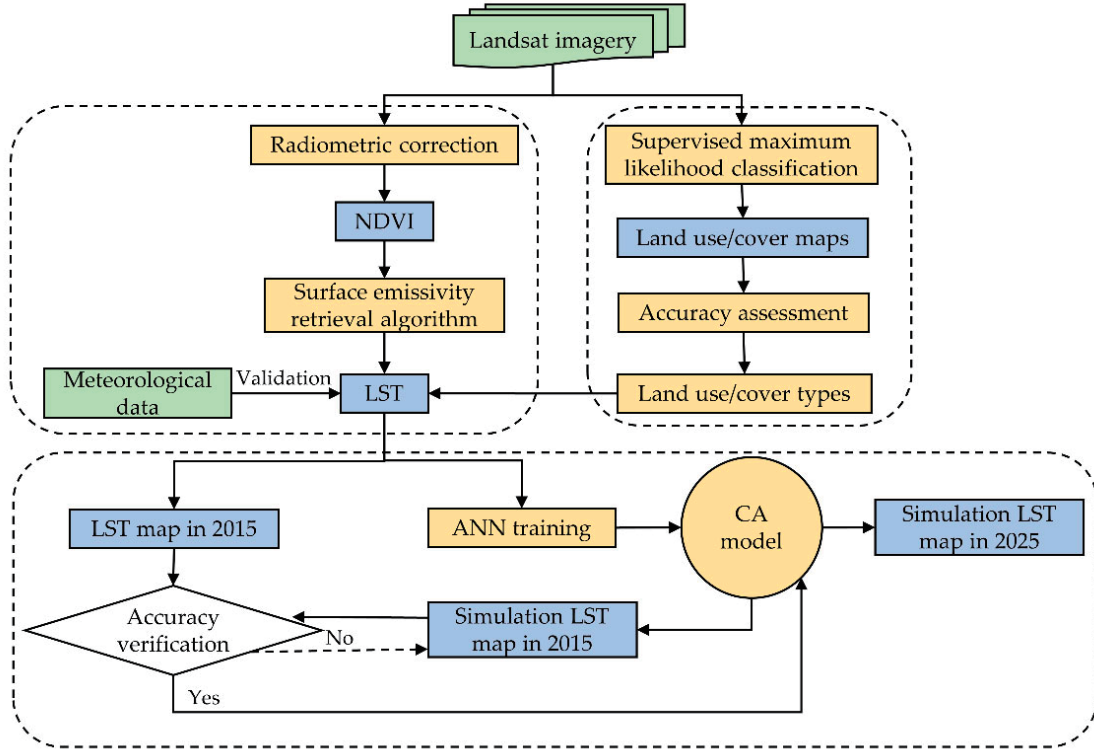 Landsat imagery
Radiometric correction
Supervised maximum
likelihood classification
NDVI
Land use/cover maps
Surface emissivity
retrieval algorithm
Accuracy assessment
Meteorological
data
Validation
LST
Land use/cover types
LST map in 2015
ANN training
CA
model
Simulation LST
map in 2025
Accuracy
verification
No
Simulation LST
map in 2015
Yes